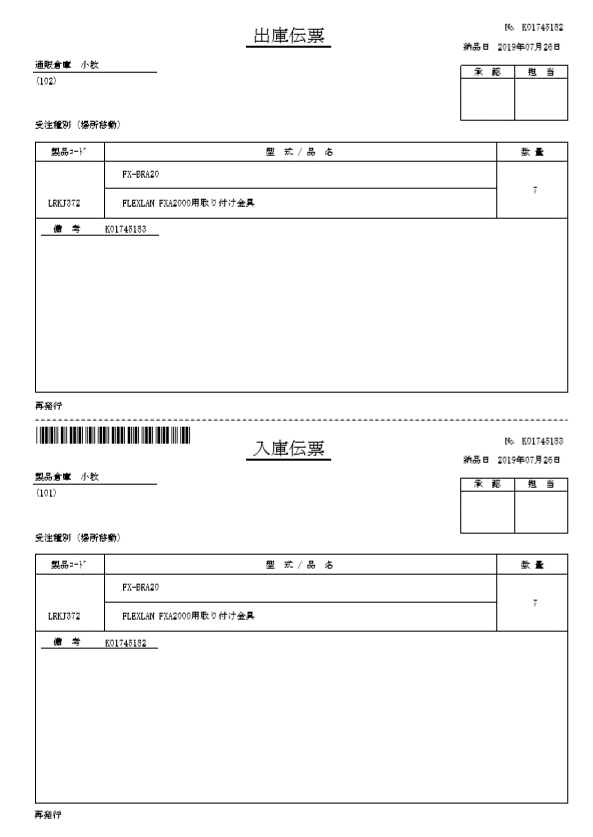 出庫伝票
No. K01745182
納品日 2019年07月26日
通販倉庫 小牧
(102)
承認 担当
受注種別 (場所移動)
製品コード 型式/品名 数量
FX-BRA20
LRKJ372 7
FLEXLAN FXA2000用取り付け金具
備考 K01745183
再発行
入庫伝票
No. K01745183
納品日 2019年07月26日
製品倉庫 小牧
(101)
承認 担当
受注種別 (場所移動)
製品コード 型式/品名 数量
FX-BRA20
LRKJ372 7
FLEXLAN FXA2000用取り付け金具
備考 K01745182
再発行